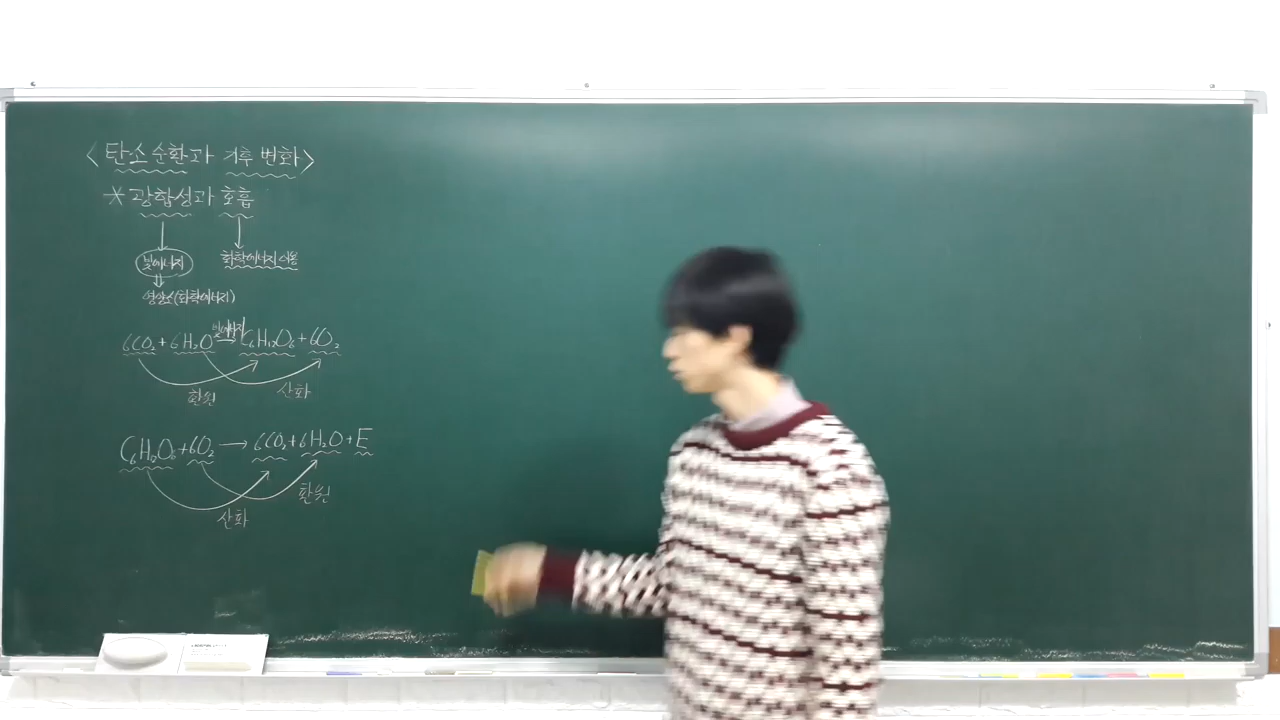 <탄소 순환과 기후 변화>
* 광합성과 호흡
빛에너지 화학에너지 이용
영양소(화학에너지)
빛에너지
6CO₂+6H₂O → C₆H₁₂O₆+6O₂
환원 산화
C₆H₁₂O₆+6O₂ → 6CO₂+6H₂O+E
환원
산화